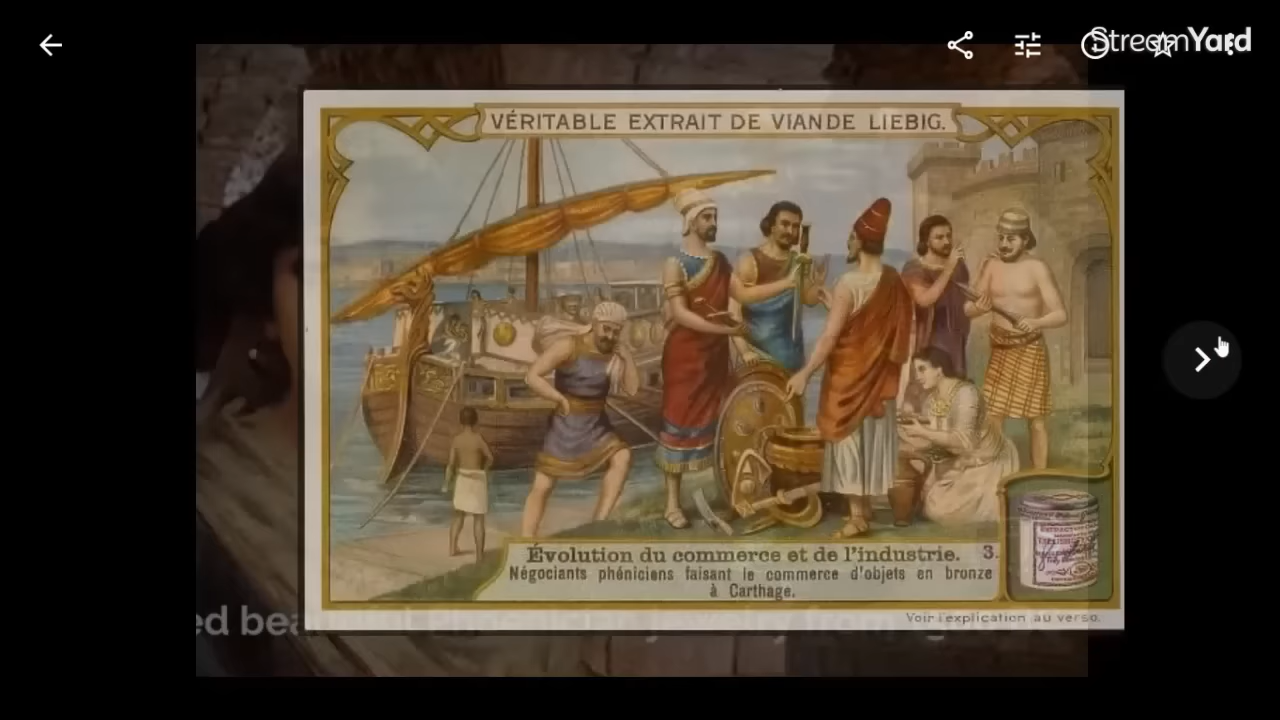 StreamYard
VÉRITABLE EXTRAIT DE VIANDE LIEBIG.
Évolution du commerce et de l'industrie. 3.
Négociants phéniciens faisant le commerce d'objets en bronze
à Carthage.
Voir l'explication au verso.